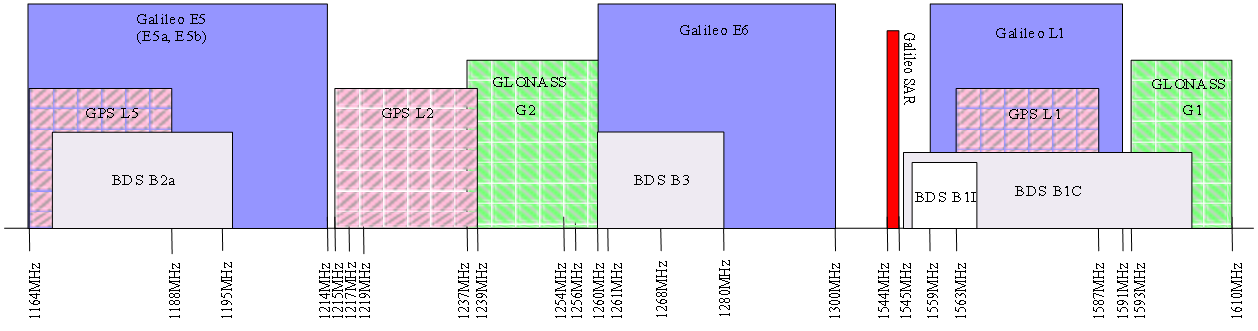 Galileo E5
(E5a, E5b)
Galileo E6
Galileo SAR
Galileo L1
GPS L5
GPS L2
GLONASS
G2
GPS L1
GLONASS
G1
BDS B2a
BDS B3
BDS B1I
BDS B1C
1164MHz
1188MHz
1195MHz
1214MHz
1215MHz
1217MHz
1219MHz
1237MHz
1239MHz
1254MHz
1256MHz
1260MHz
1261MHz
1268MHz
1280MHz
1300MHz
1544MHz
1545MHz
1559MHz
1563MHz
1587MHz
1591MHz
1593MHz
1610MHz